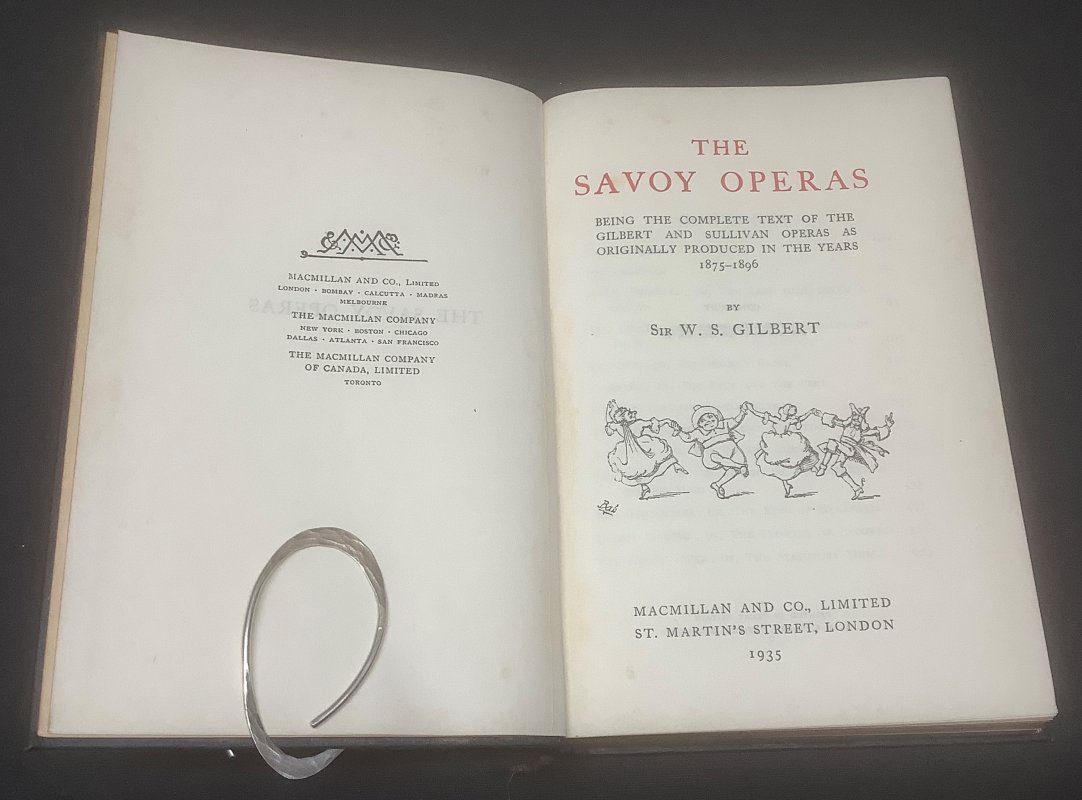 MACMILLAN AND CO., LIMITED
LONDON · BOMBAY · CALCUTTA · MADRAS
MELBOURNE
THE MACMILLAN COMPANY
NEW YORK · BOSTON · CHICAGO
DALLAS · ATLANTA · SAN FRANCISCO
THE MACMILLAN COMPANY
OF CANADA, LIMITED
TORONTO
THE
SAVOY OPERAS
BEING THE COMPLETE TEXT OF THE
GILBERT AND SULLIVAN OPERAS AS
ORIGINALLY PRODUCED IN THE YEARS
1875–1896
BY
SIR W. S. GILBERT
Bab
MACMILLAN AND CO., LIMITED
ST. MARTIN'S STREET, LONDON
1935